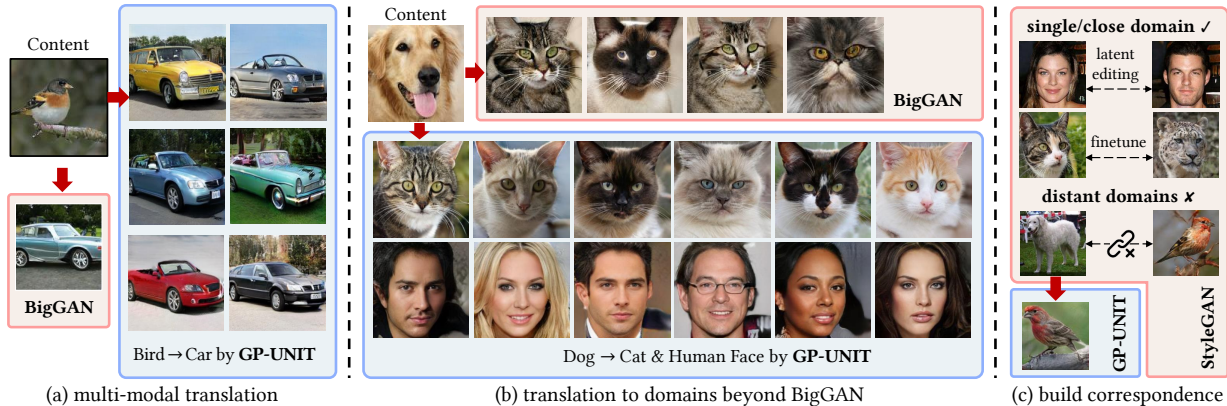 Content
BigGAN
Bird → Car by GP-UNIT
(a) multi-modal translation
Content
BigGAN
Dog → Cat & Human Face by GP-UNIT
(b) translation to domains beyond BigGAN
single/close domain ✓
latent
editing
finetune
distant domains ✘
GP-UNIT
StyleGAN
(c) build correspondence